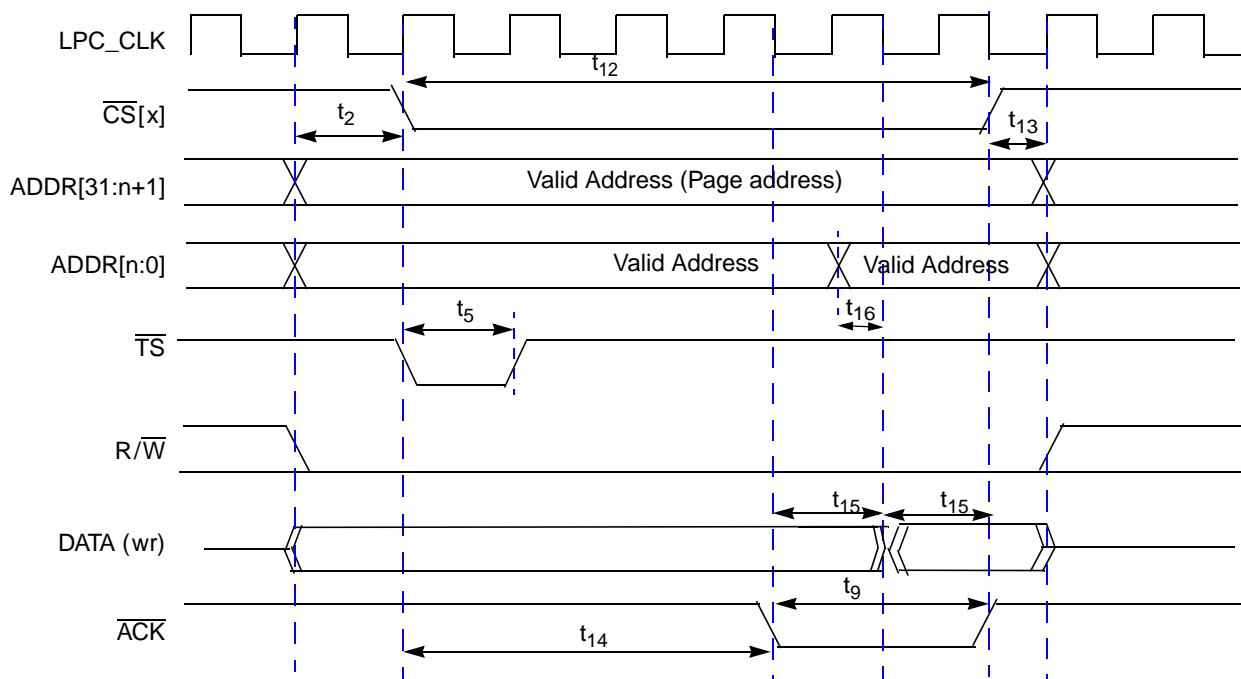 LPC_CLK
t12
CS[x]
t2
t13
ADDR[31:n+1]
Valid Address (Page address)
ADDR[n:0]
Valid Address
Valid Address
t5
t16
TS
R/W
t15
t15
DATA (wr)
t9
ACK
t14